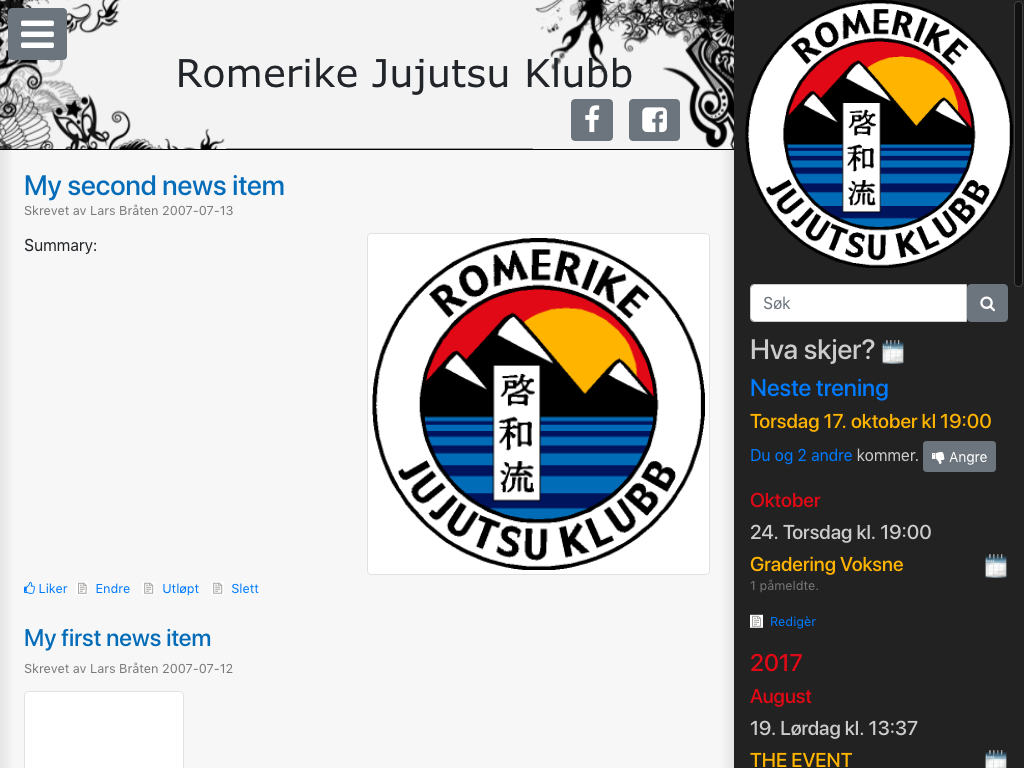 Romerike Jujutsu Klubb
My second news item
Skrevet av Lars Bråten 2007-07-13
Summary:
ROMERIKE
啓
和
流
JUJUTSU KLUBB
Liker Endre Utløpt Slett
My first news item
Skrevet av Lars Bråten 2007-07-12
ROMERIKE
啓
和
流
JUJUTSU KLUBB
Søk
Hva skjer?
Neste trening
Torsdag 17. oktober kl 19:00
Du og 2 andre kommer. Angre
Oktober
24. Torsdag kl. 19:00
Gradering Voksne
1 påmeldte.
Redigèr
2017
August
19. Lørdag kl. 13:37
THE EVENT